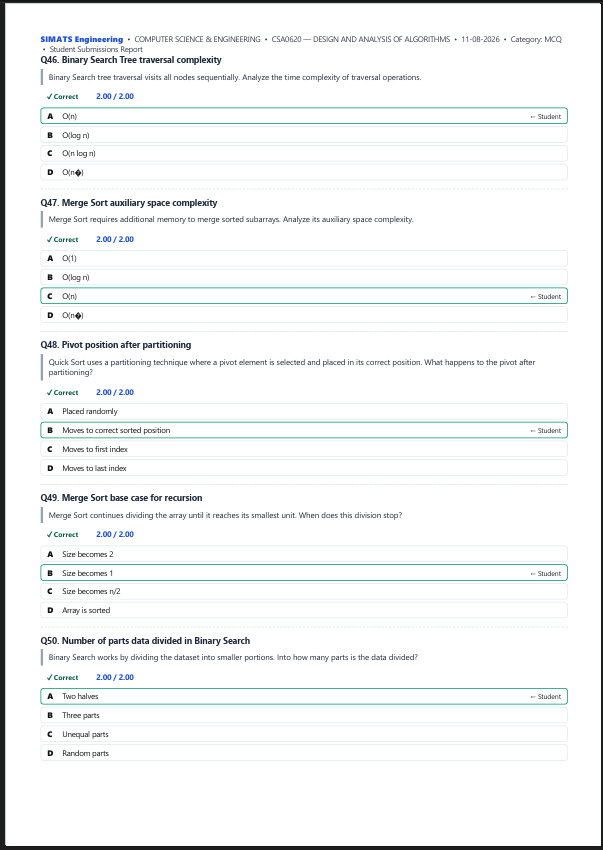 SIMATS Engineering • COMPUTER SCIENCE & ENGINEERING • CSA0620 — DESIGN AND ANALYSIS OF ALGORITHMS • 11-08-2026 • Category: MCQ
• Student Submissions Report
Q46. Binary Search Tree traversal complexity
Binary Search tree traversal visits all nodes sequentially. Analyze the time complexity of traversal operations.
✓ Correct 2.00 / 2.00
A O(n) ← Student
B O(log n)
C O(n log n)
D O(n�)
Q47. Merge Sort auxiliary space complexity
Merge Sort requires additional memory to merge sorted subarrays. Analyze its auxiliary space complexity.
✓ Correct 2.00 / 2.00
A O(1)
B O(log n)
C O(n) ← Student
D O(n�)
Q48. Pivot position after partitioning
Quick Sort uses a partitioning technique where a pivot element is selected and placed in its correct position. What happens to the pivot after
partitioning?
✓ Correct 2.00 / 2.00
A Placed randomly
B Moves to correct sorted position ← Student
C Moves to first index
D Moves to last index
Q49. Merge Sort base case for recursion
Merge Sort continues dividing the array until it reaches its smallest unit. When does this division stop?
✓ Correct 2.00 / 2.00
A Size becomes 2
B Size becomes 1 ← Student
C Size becomes n/2
D Array is sorted
Q50. Number of parts data divided in Binary Search
Binary Search works by dividing the dataset into smaller portions. Into how many parts is the data divided?
✓ Correct 2.00 / 2.00
A Two halves ← Student
B Three parts
C Unequal parts
D Random parts